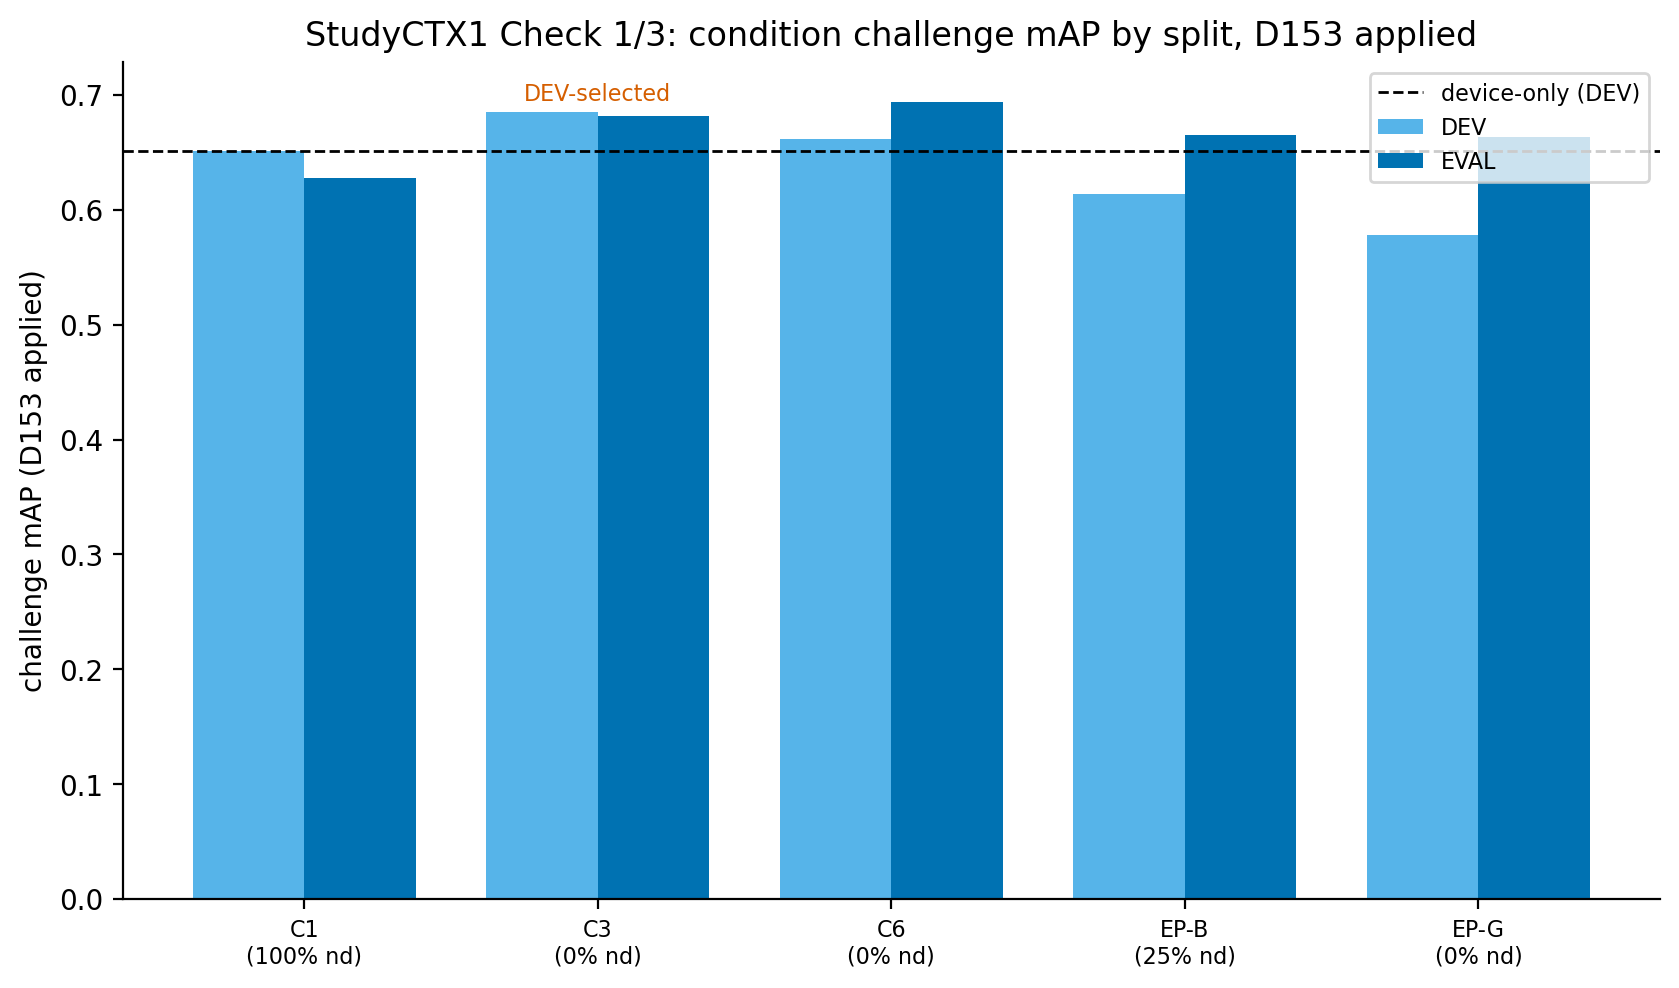 StudyCTX1 Check 1/3: condition challenge mAP by split, D153 applied
DEV-selected
device-only (DEV)
DEV
EVAL
challenge mAP (D153 applied)
0.7
0.6
0.5
0.4
0.3
0.2
0.1
0.0
C1
(100% nd)
C3
(0% nd)
C6
(0% nd)
EP-B
(25% nd)
EP-G
(0% nd)